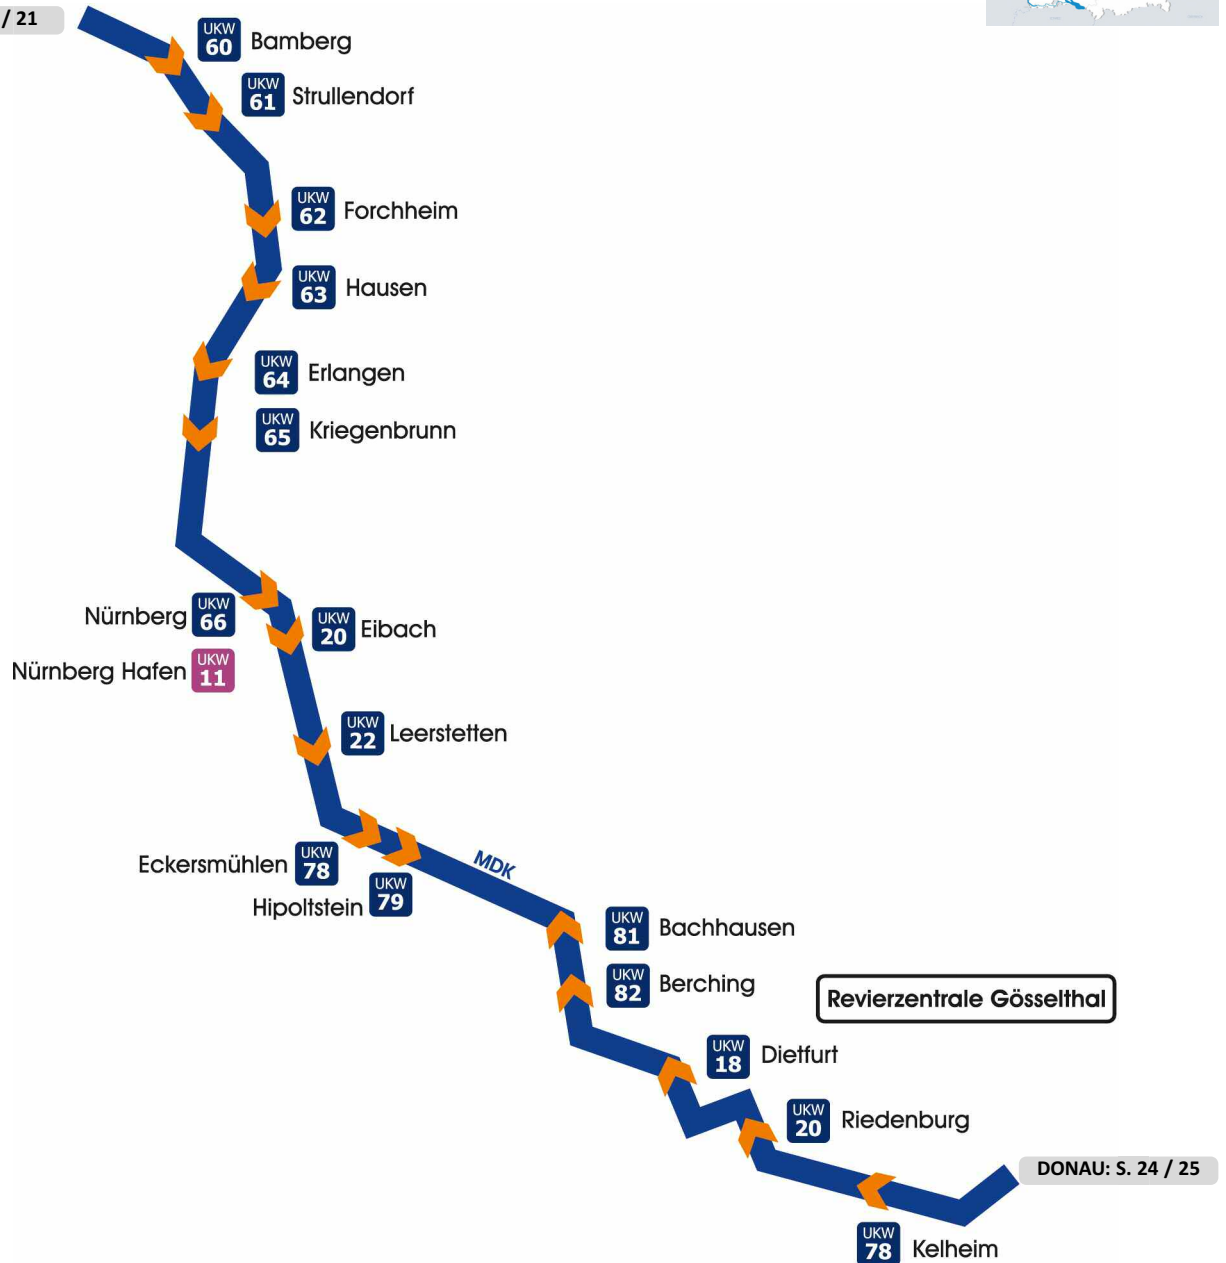 / 21
UKW
60
Bamberg
UKW
61
Strullendorf
UKW
62
Forchheim
UKW
63
Hausen
UKW
64
Erlangen
UKW
65
Kriegenbrunn
Nürnberg
UKW
66
UKW
20
Eibach
Nürnberg Hafen
UKW
11
UKW
22
Leerstetten
Eckersmühlen
UKW
78
MDK
Hipoltstein
UKW
79
UKW
81
Bachhausen
UKW
82
Berching
Revierzentrale Gösselthal
UKW
18
Dietfurt
UKW
20
Riedenburg
DONAU: S. 24 / 25
UKW
78
Kelheim